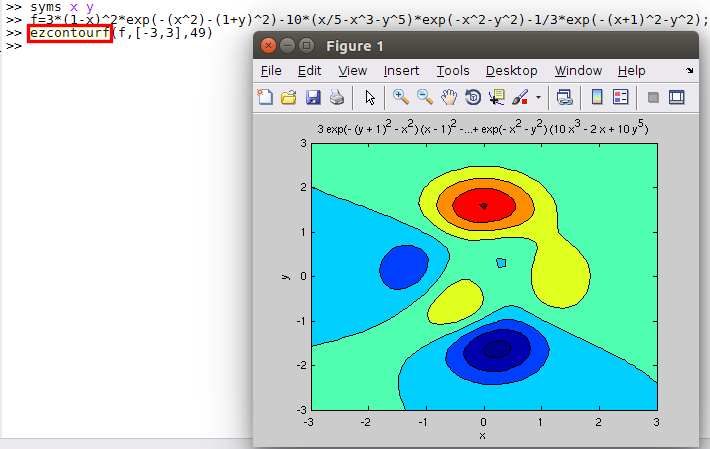 >> syms x y
>> f=3*(1-x)^2*exp(-(x^2)-(1+y)^2)-10*(x/5-x^3-y^5)*exp(-x^2-y^2)-1/3*exp(-(x+1)^2-y^2);
>> ezcontourf(f,[-3,3],49)
>>
Figure 1
File Edit View Insert Tools Desktop Window Help
3 exp(- (y + 1)^2 - x^2) (x - 1)^2 -...+ exp(- x^2 - y^2) (10 x^3 - 2 x + 10 y^5)
3
2
1
0
-1
-2
-3
y
-3 -2 -1 0 1 2 3
x